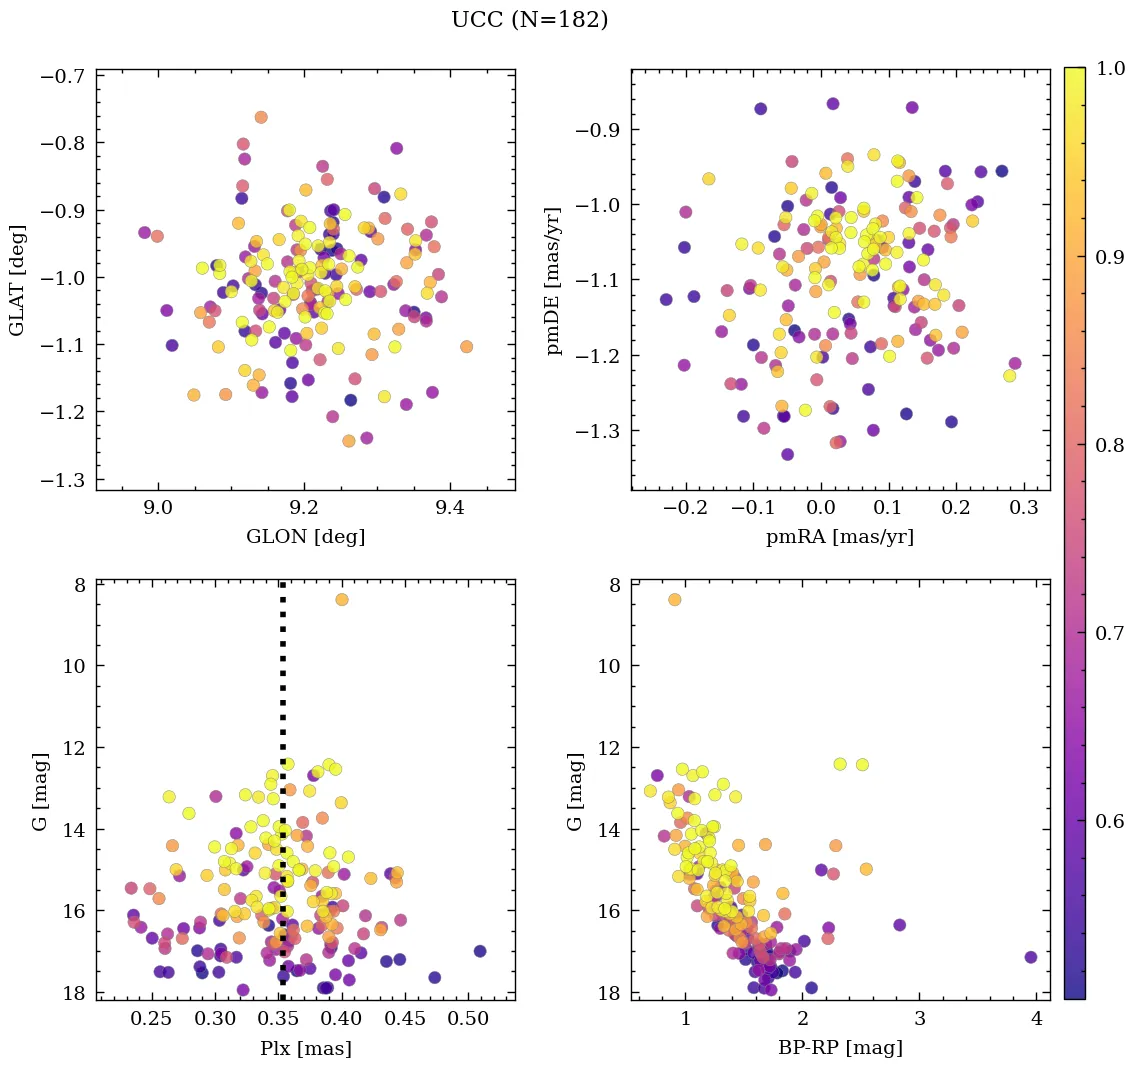 UCC (N=182)
−0.7
−0.8
−0.9
−1.0
−1.1
−1.2
−1.3
GLAT [deg]
9.0 9.2 9.4
GLON [deg]
−0.9
−1.0
−1.1
−1.2
−1.3
pmDE [mas/yr]
−0.2 −0.1 0.0 0.1 0.2 0.3
pmRA [mas/yr]
8
10
12
14
16
18
G [mag]
0.25 0.30 0.35 0.40 0.45 0.50
Plx [mas]
8
10
12
14
16
18
G [mag]
1 2 3 4
BP-RP [mag]
1.0
0.9
0.8
0.7
0.6